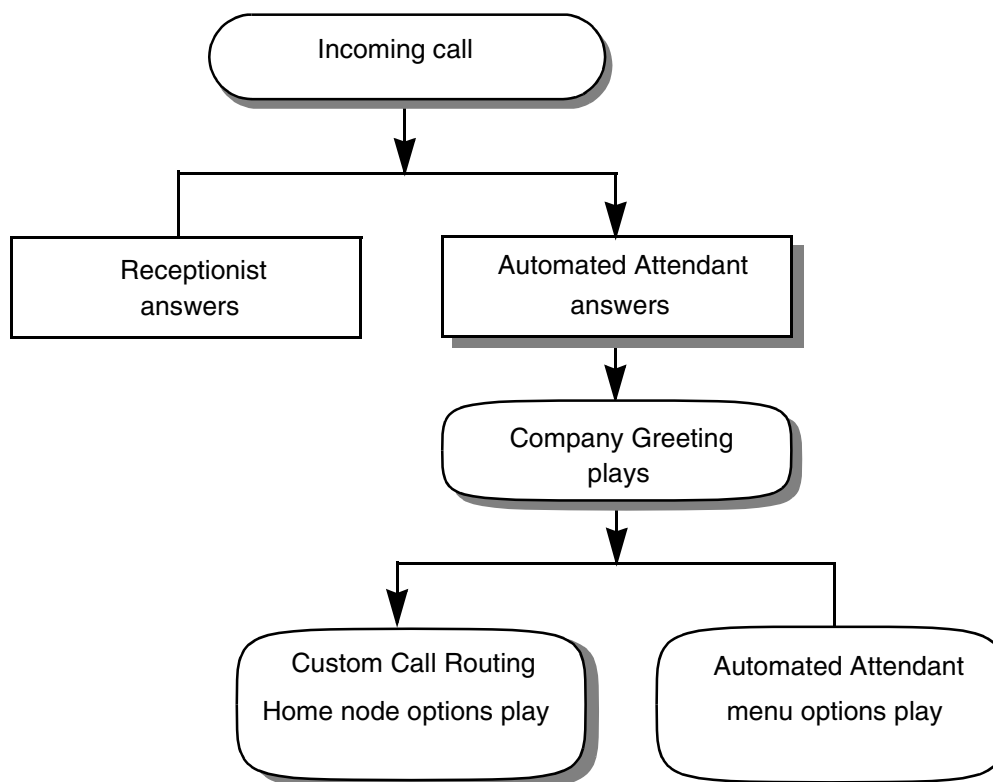 Incoming call
Receptionist
answers
Automated Attendant
answers
Company Greeting
plays
Custom Call Routing
Home node options play
Automated Attendant
menu options play